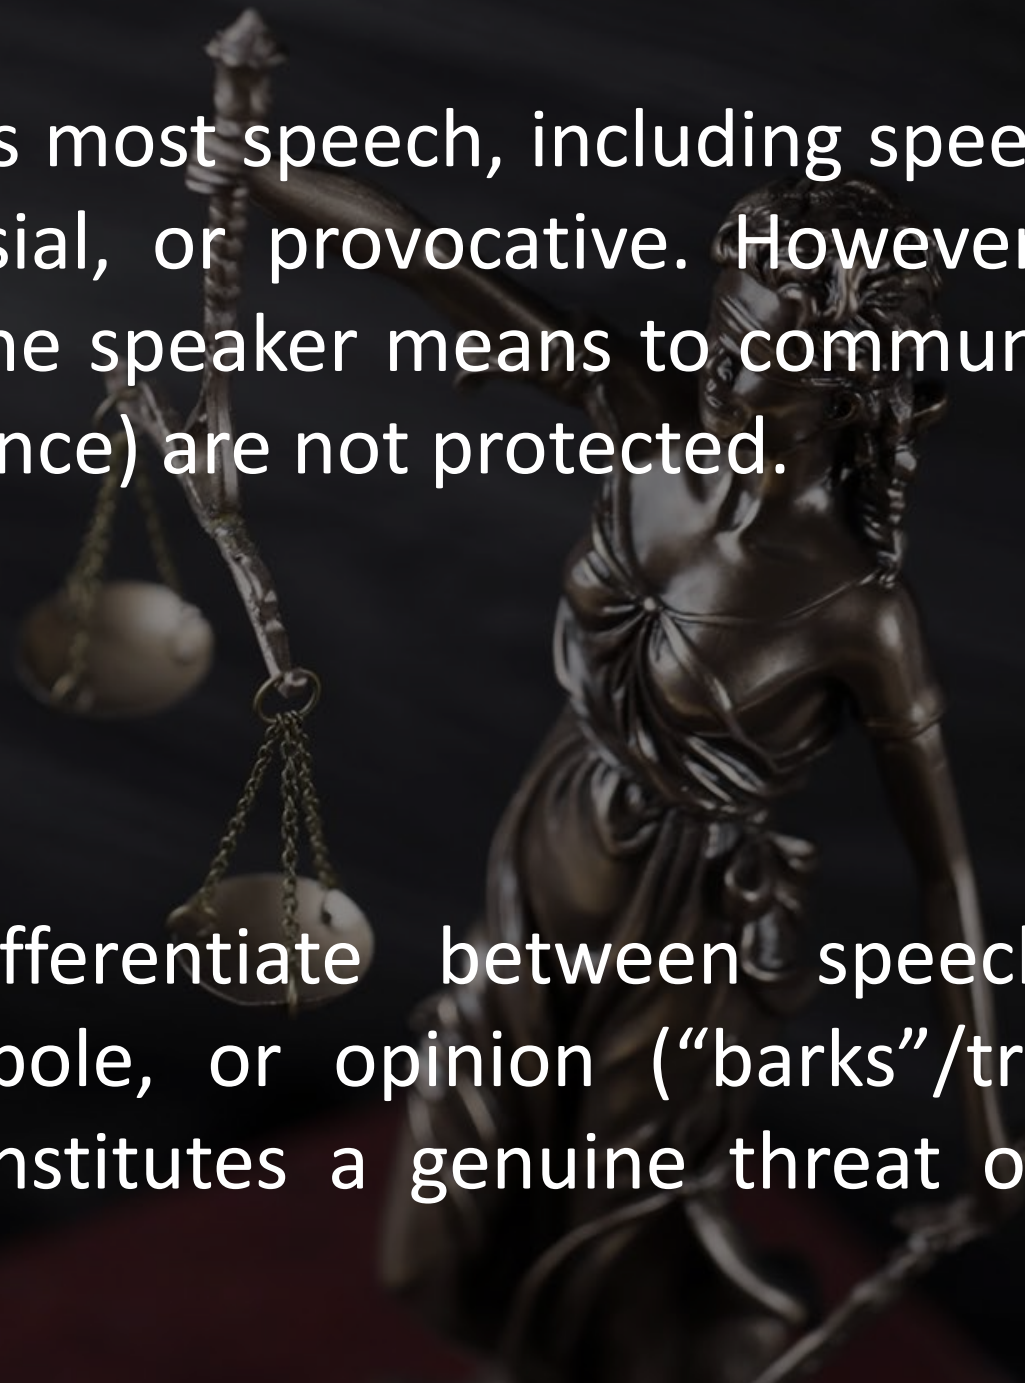 s most speech, including spee
sial, or provocative. However
ne speaker means to commun
nce) are not protected.
fferentiate between speech
bole, or opinion (“barks”/tr
nstitutes a genuine threat o